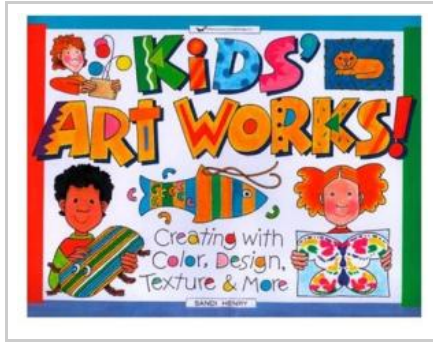 KiDS'
ART WORKS!
Creating with
Color, Design,
Texture & More
SANDI HENRY